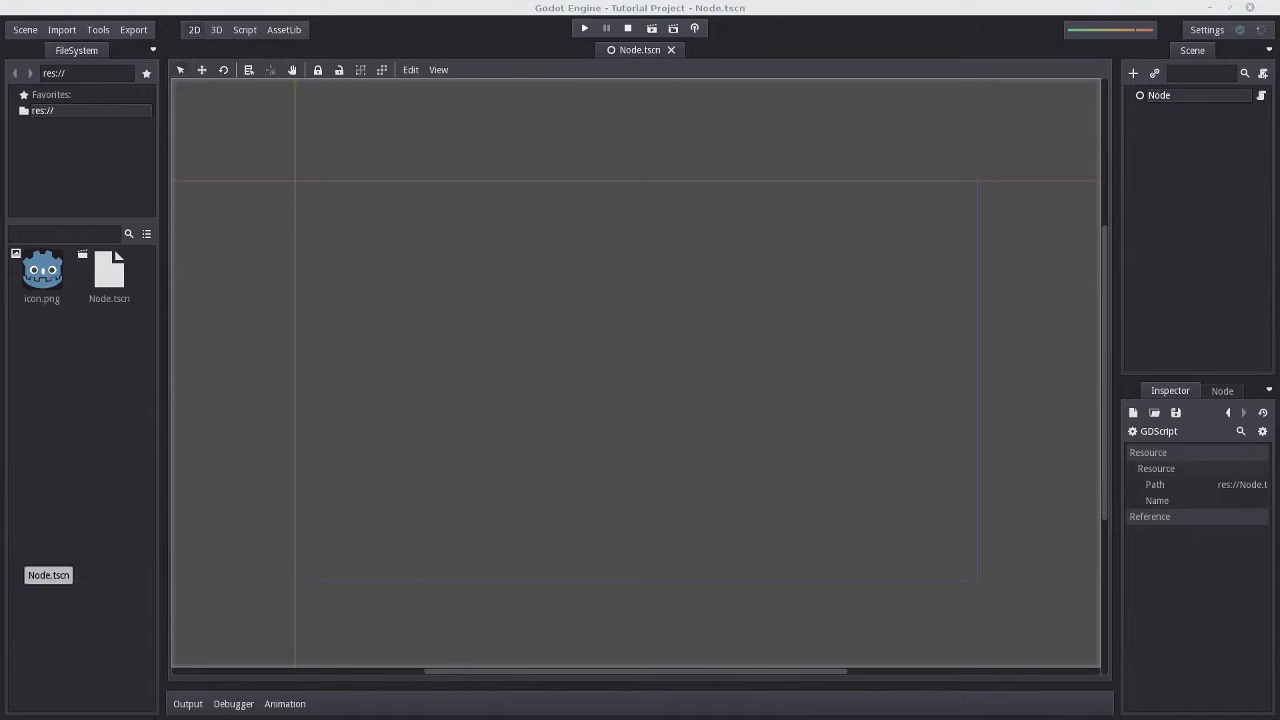 Godot Engine - Tutorial Project - Node.tscn
Scene Import Tools Export
2D 3D Script AssetLib
Settings
FileSystem
Node.tscn
Scene
res://
Edit View
Favorites:
res://
Node
icon.png
Node.tscn
Inspector Node
GDScript
Resource
Resource
Path res://Node.t
Name
Reference
Node.tscn
Output Debugger Animation